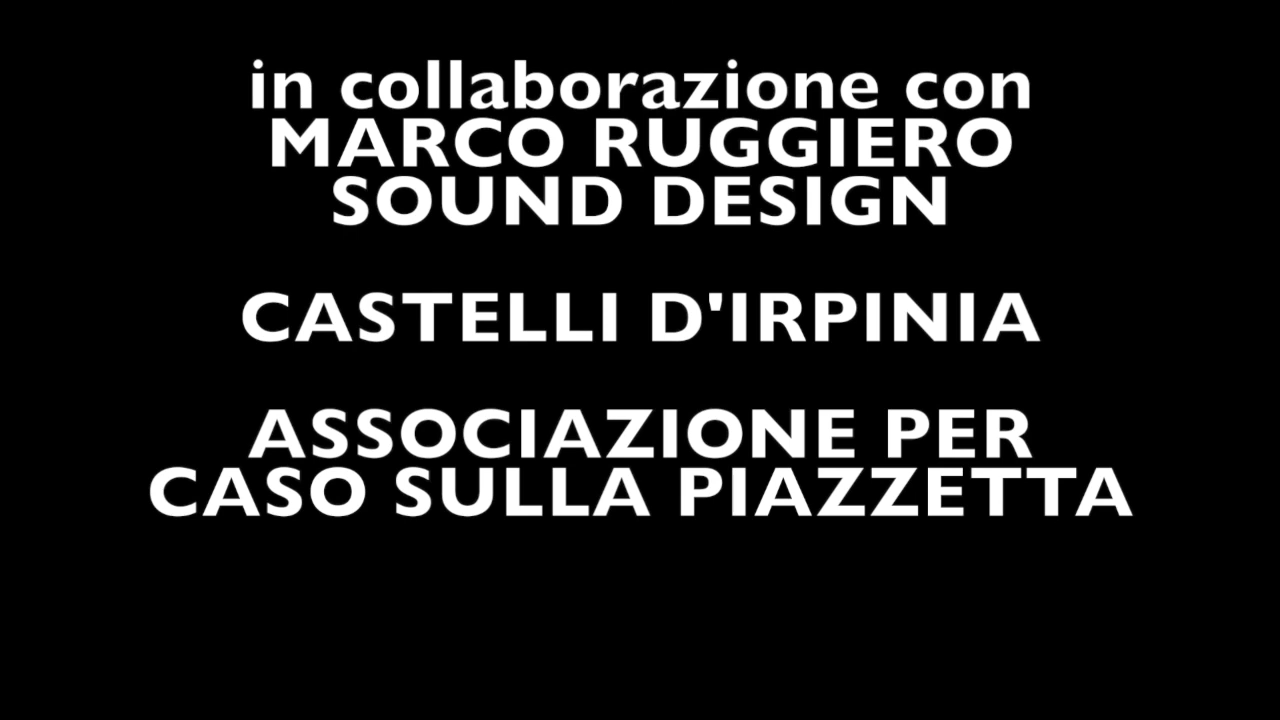 in collaborazione con
MARCO RUGGIERO
SOUND DESIGN
CASTELLI D'IRPINIA
ASSOCIAZIONE PER
CASO SULLA PIAZZETTA